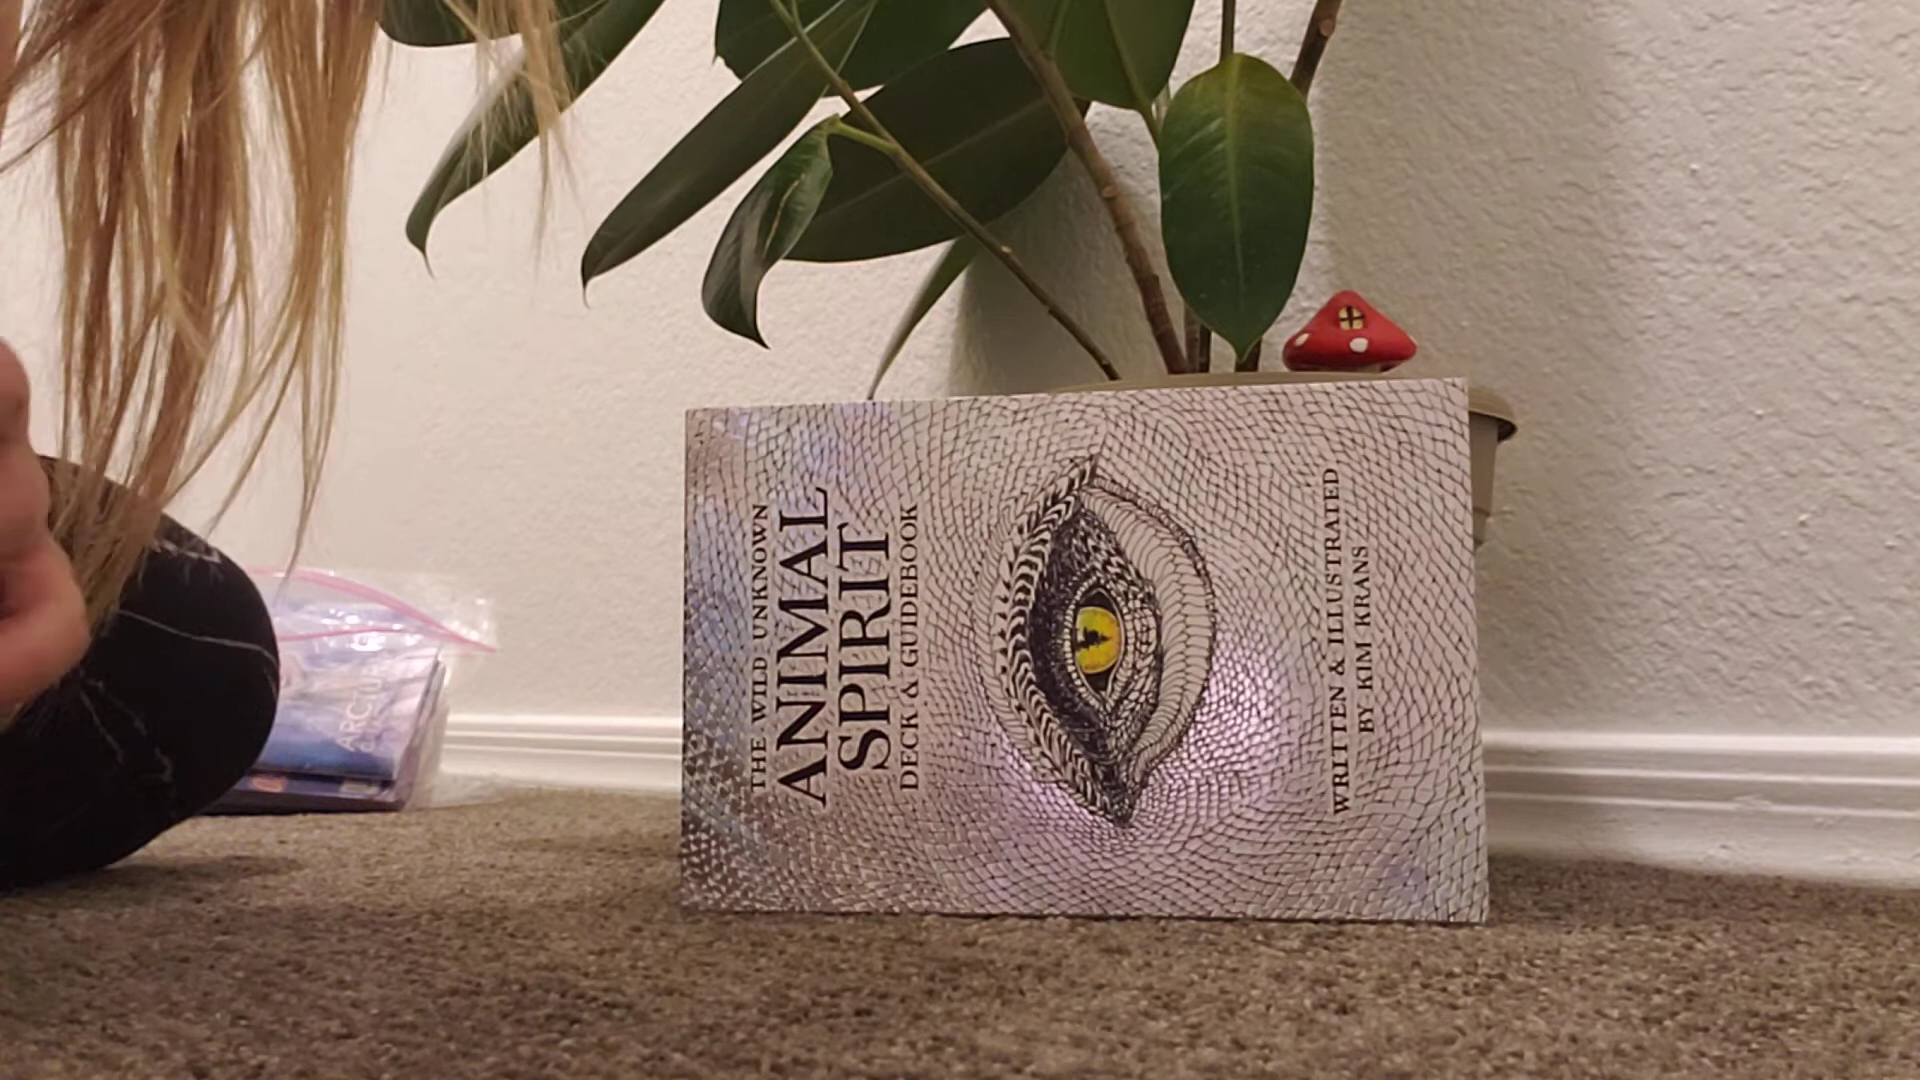 THE WILD UNKNOWN
ANIMAL
SPIRIT
DECK & GUIDEBOOK
WRITTEN & ILLUSTRATED
BY KIM KRANS